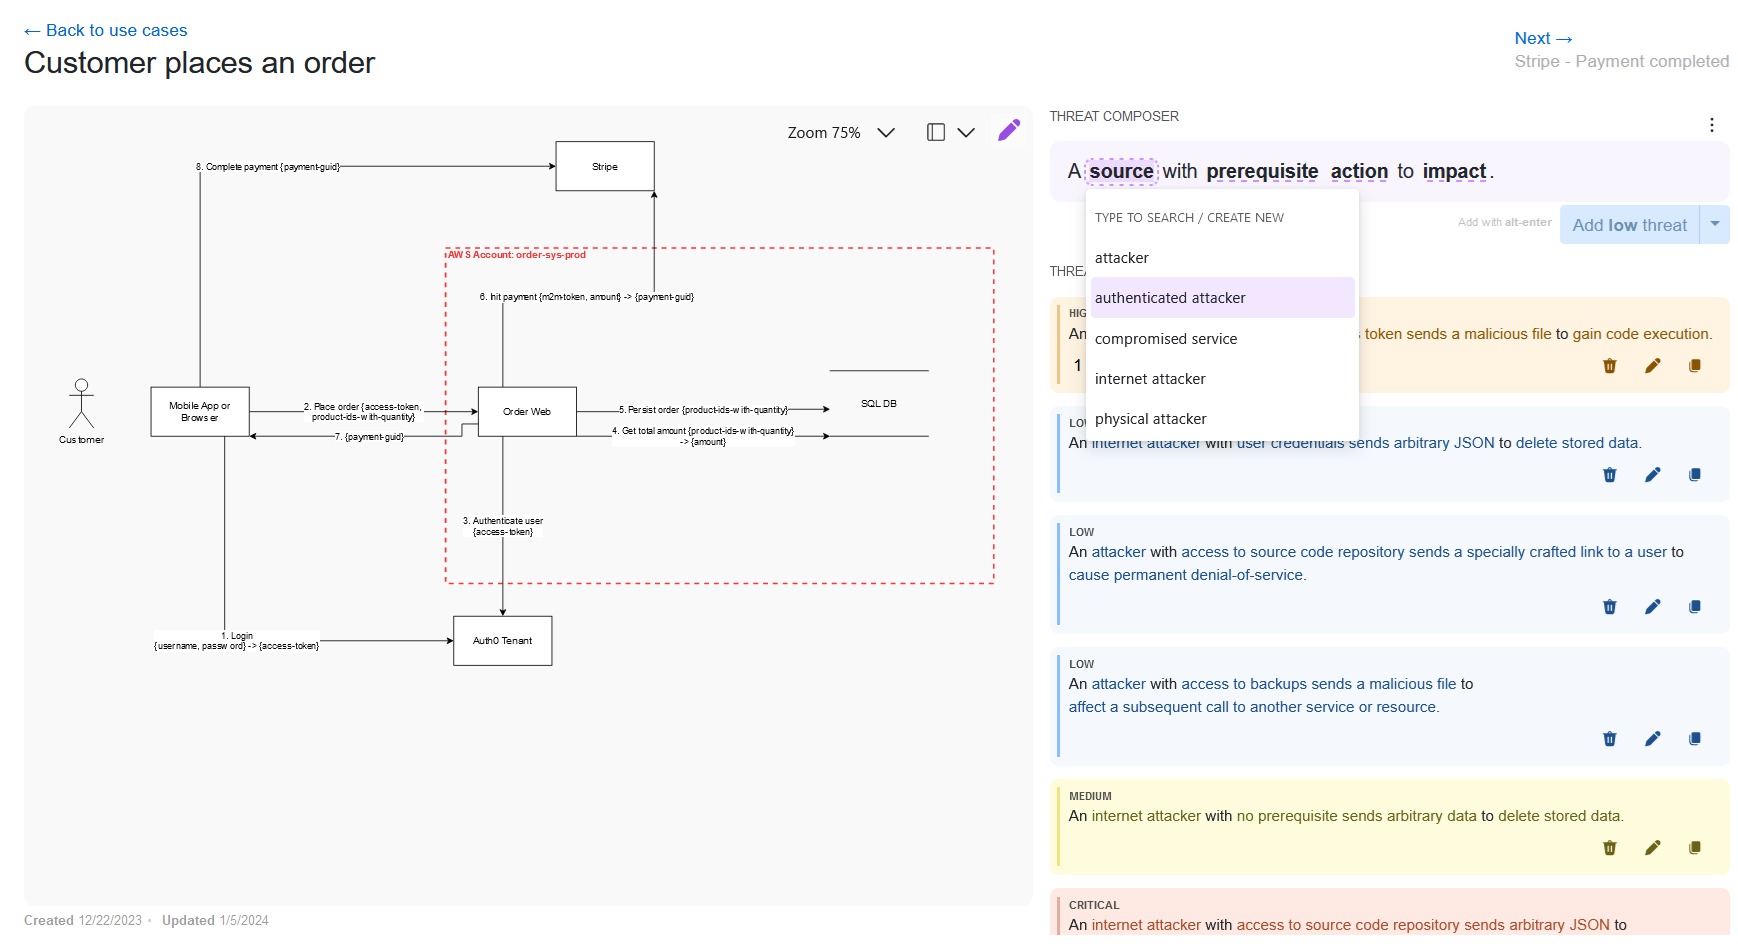 ← Back to use cases
Customer places an order
Next →
Stripe - Payment completed
Zoom 75%
8. Complete payment {payment-guid}
Stripe
AWS Account: order-sys-prod
6. Init payment {m2m-token, amount} -> {payment-guid}
Customer
Mobile App or
Browser
2. Place order {access-token,
product-ids-with-quantity}
7. {payment-guid}
Order Web
5. Persist order {product-ids-with-quantity}
4. Get total amount {product-ids-with-quantity}
-> {amount}
SQL DB
3. Authenticate user
{access-token}
1. Login
{username, password} -> {access-token}
Auth0 Tenant
Created 12/22/2023 • Updated 1/5/2024
THREAT COMPOSER
A source with prerequisite action to impact.
TYPE TO SEARCH / CREATE NEW
attacker
authenticated attacker
compromised service
internet attacker
physical attacker
Add with alt-enter
Add low threat
An token sends a malicious file to gain code execution.
1
An internet attacker with user credentials sends arbitrary JSON to delete stored data.
LOW
An attacker with access to source code repository sends a specially crafted link to a user to
cause permanent denial-of-service.
LOW
An attacker with access to backups sends a malicious file to
affect a subsequent call to another service or resource.
MEDIUM
An internet attacker with no prerequisite sends arbitrary data to delete stored data.
CRITICAL
An internet attacker with access to source code repository sends arbitrary JSON to